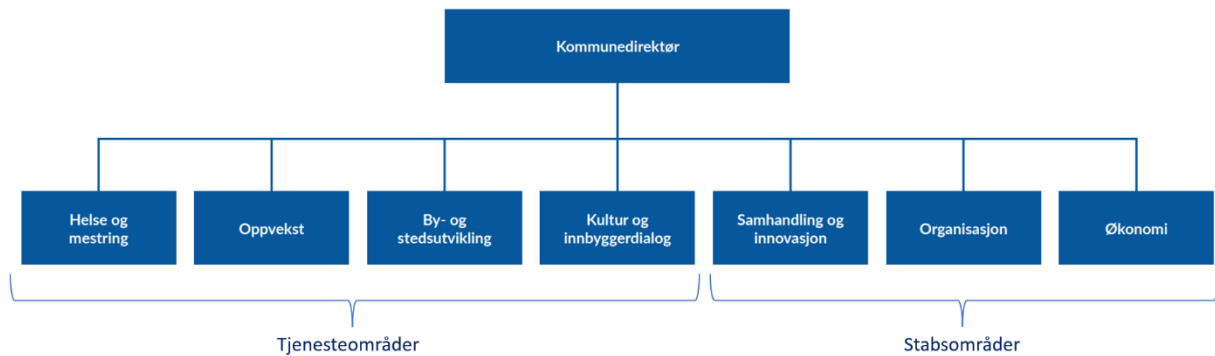 Kommunedirektør
Helse og
mestring
Oppvekst
By- og
stedsutvikling
Kultur og
innbyggerdialog
Samhandling og
innovasjon
Organisasjon
Økonomi
Tjenesteområder
Stabsområder